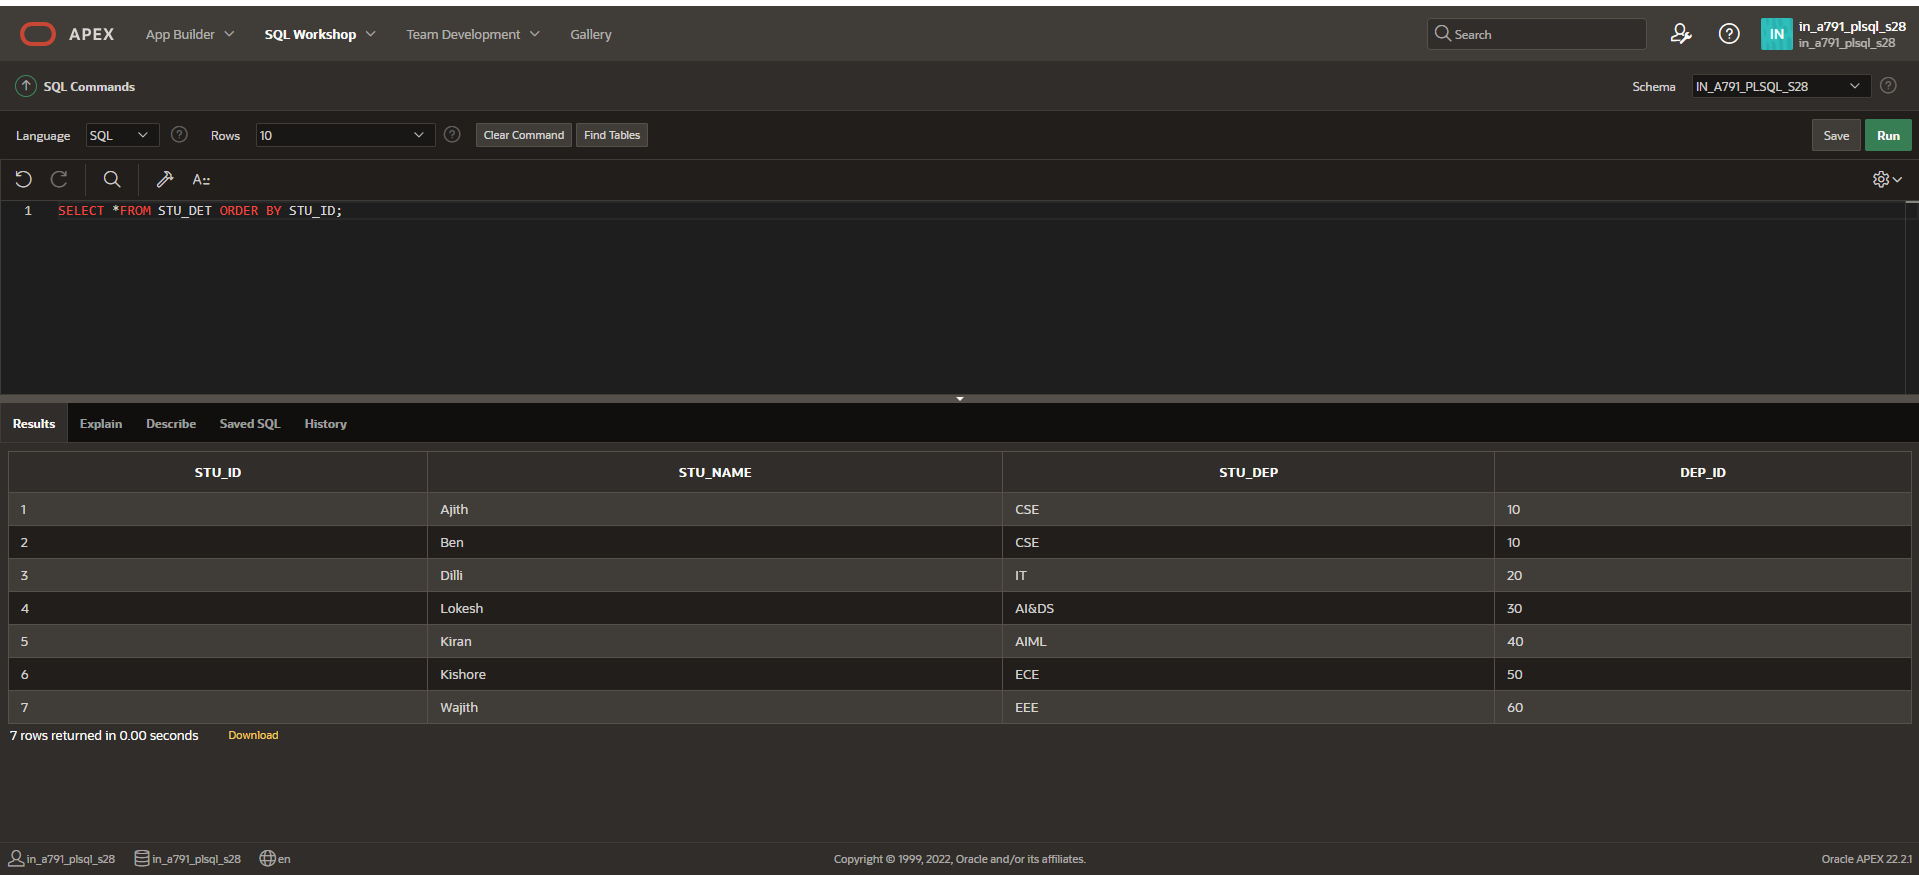 APEX App Builder SQL Workshop Team Development Gallery Search IN in_a791_plsql_s28
in_a791_plsql_s28
SQL Commands Schema IN_A791_PLSQL_S28
Language SQL Rows 10 Clear Command Find Tables Save Run
A
1 SELECT *FROM STU_DET ORDER BY STU_ID;
Results Explain Describe Saved SQL History
STU_ID STU_NAME STU_DEP DEP_ID
1 Ajith CSE 10
2 Ben CSE 10
3 Dilli IT 20
4 Lokesh AI&DS 30
5 Kiran AIML 40
6 Kishore ECE 50
7 Wajith EEE 60
7 rows returned in 0.00 seconds Download
in_a791_plsql_s28 in_a791_plsql_s28 en Copyright © 1999, 2022, Oracle and/or its affiliates. Oracle APEX 22.2.1